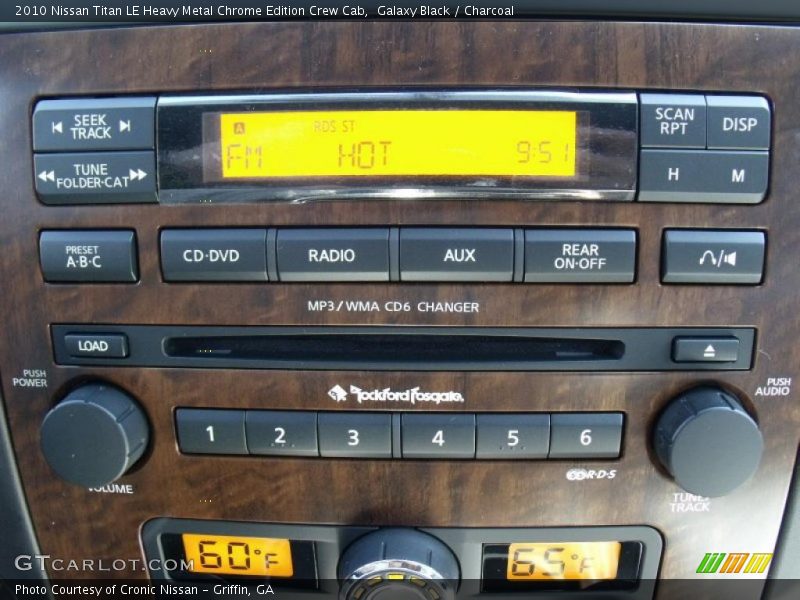 2010 Nissan Titan LE Heavy Metal Chrome Edition Crew Cab,  Galaxy Black / Charcoal
SEEK
TRACK
A RDS ST
FM HOT 9:51
SCAN
RPT
DISP
TUNE
FOLDER·CAT
H
M
PRESET
A·B·C
CD·DVD
RADIO
AUX
REAR
ON·OFF
MP3/WMA CD6 CHANGER
LOAD
PUSH
POWER
Rockford Fosgate
PUSH
AUDIO
1 2 3 4 5 6
R·D·S
VOLUME
TUNE
TRACK
60°F
65°F
GTCARLOT.COM
Photo Courtesy of Cronic Nissan – Griffin, GA